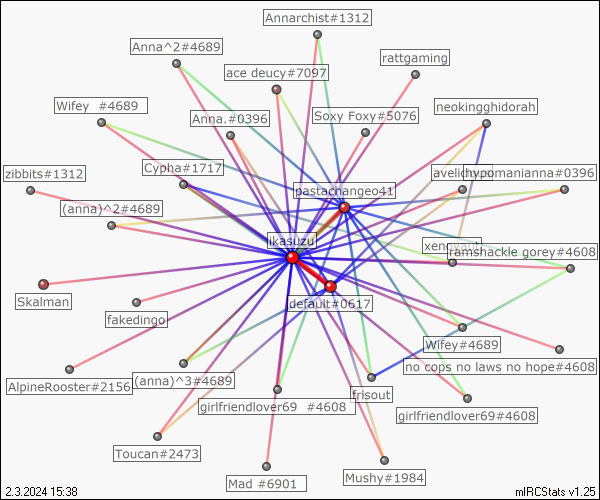 Annarchist#1312
Anna^2#4689
rattgaming
ace deucy#7097
Wifey #4689
neokingghidorah
Anna.#0396
Soxy Foxy#5076
Cypha#1717
zibbits#1312
hypomanianna#0396
pastachangeo41
(anna)^2#4689
ikasuzu
ramshackle gorey#4608
Skalman
default#0617
fakedingo
Wifey#4689
no cops no laws no hope#4608
(anna)^3#4689
AlpineRooster#2156
frisout
girlfriendlover69 #4608
girlfriendlover69#4608
Toucan#2473
Mushy#1984
Mad #6901
2.3.2024 15:38
mIRCStats v1.25